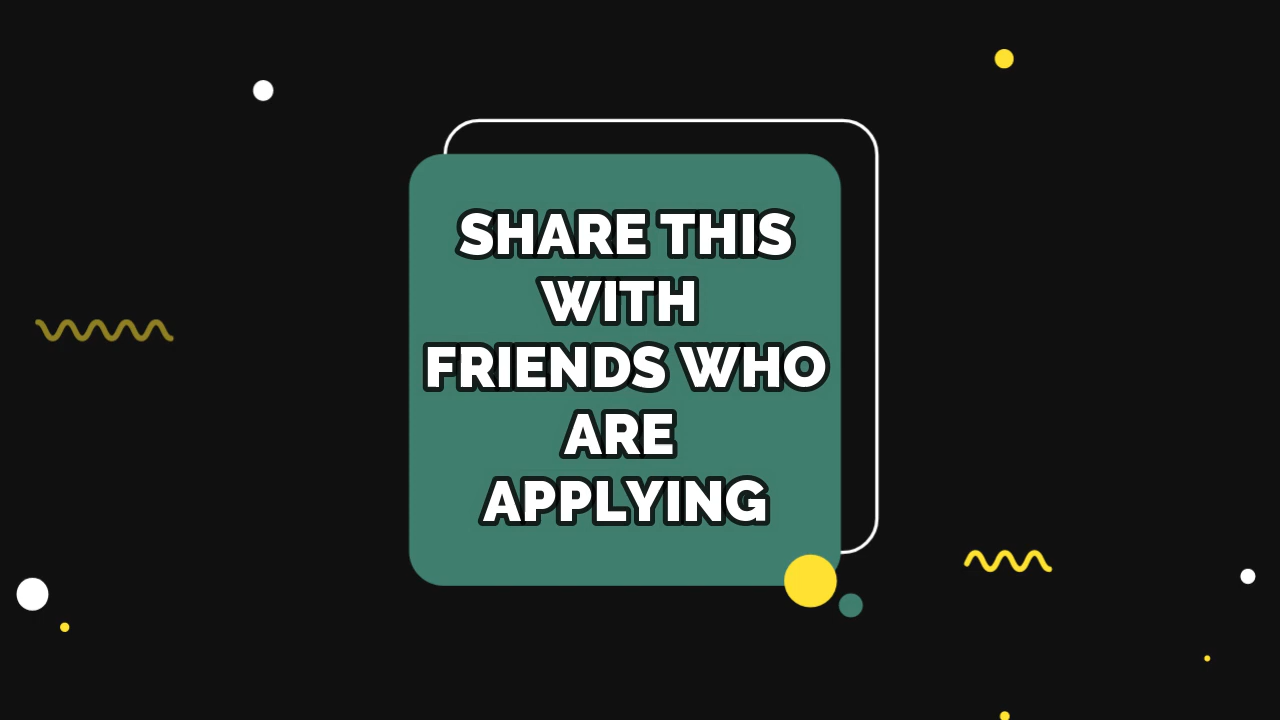 SHARE THIS
WITH
FRIENDS WHO
ARE
APPLYING